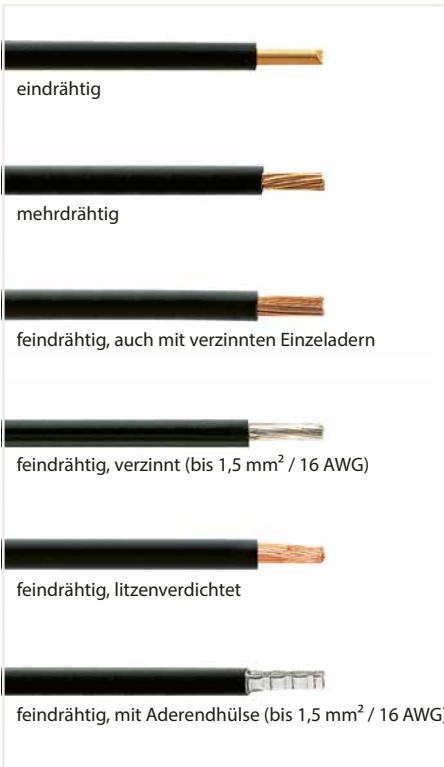 eindrähtig
mehrdrähtig
feindrähtig, auch mit verzinnten Einzeladern
feindrähtig, verzinnt (bis 1,5 mm² / 16 AWG)
feindrähtig, litzenverdichtet
feindrähtig, mit Aderendhülse (bis 1,5 mm² / 16 AWG)